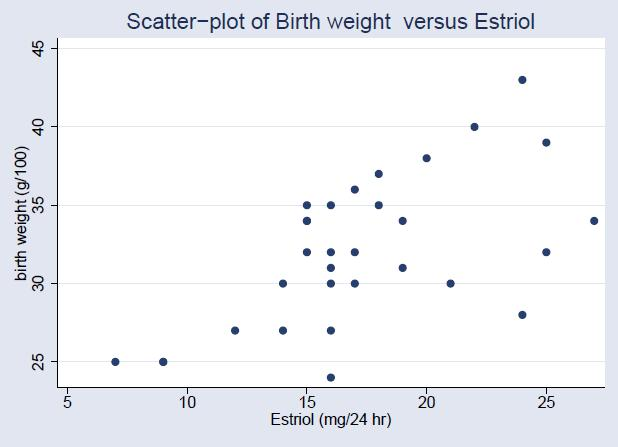 Scatter-plot of Birth weight versus Estriol
birth weight (g/100)
45
40
35
30
25
5 10 15 20 25
Estriol (mg/24 hr)